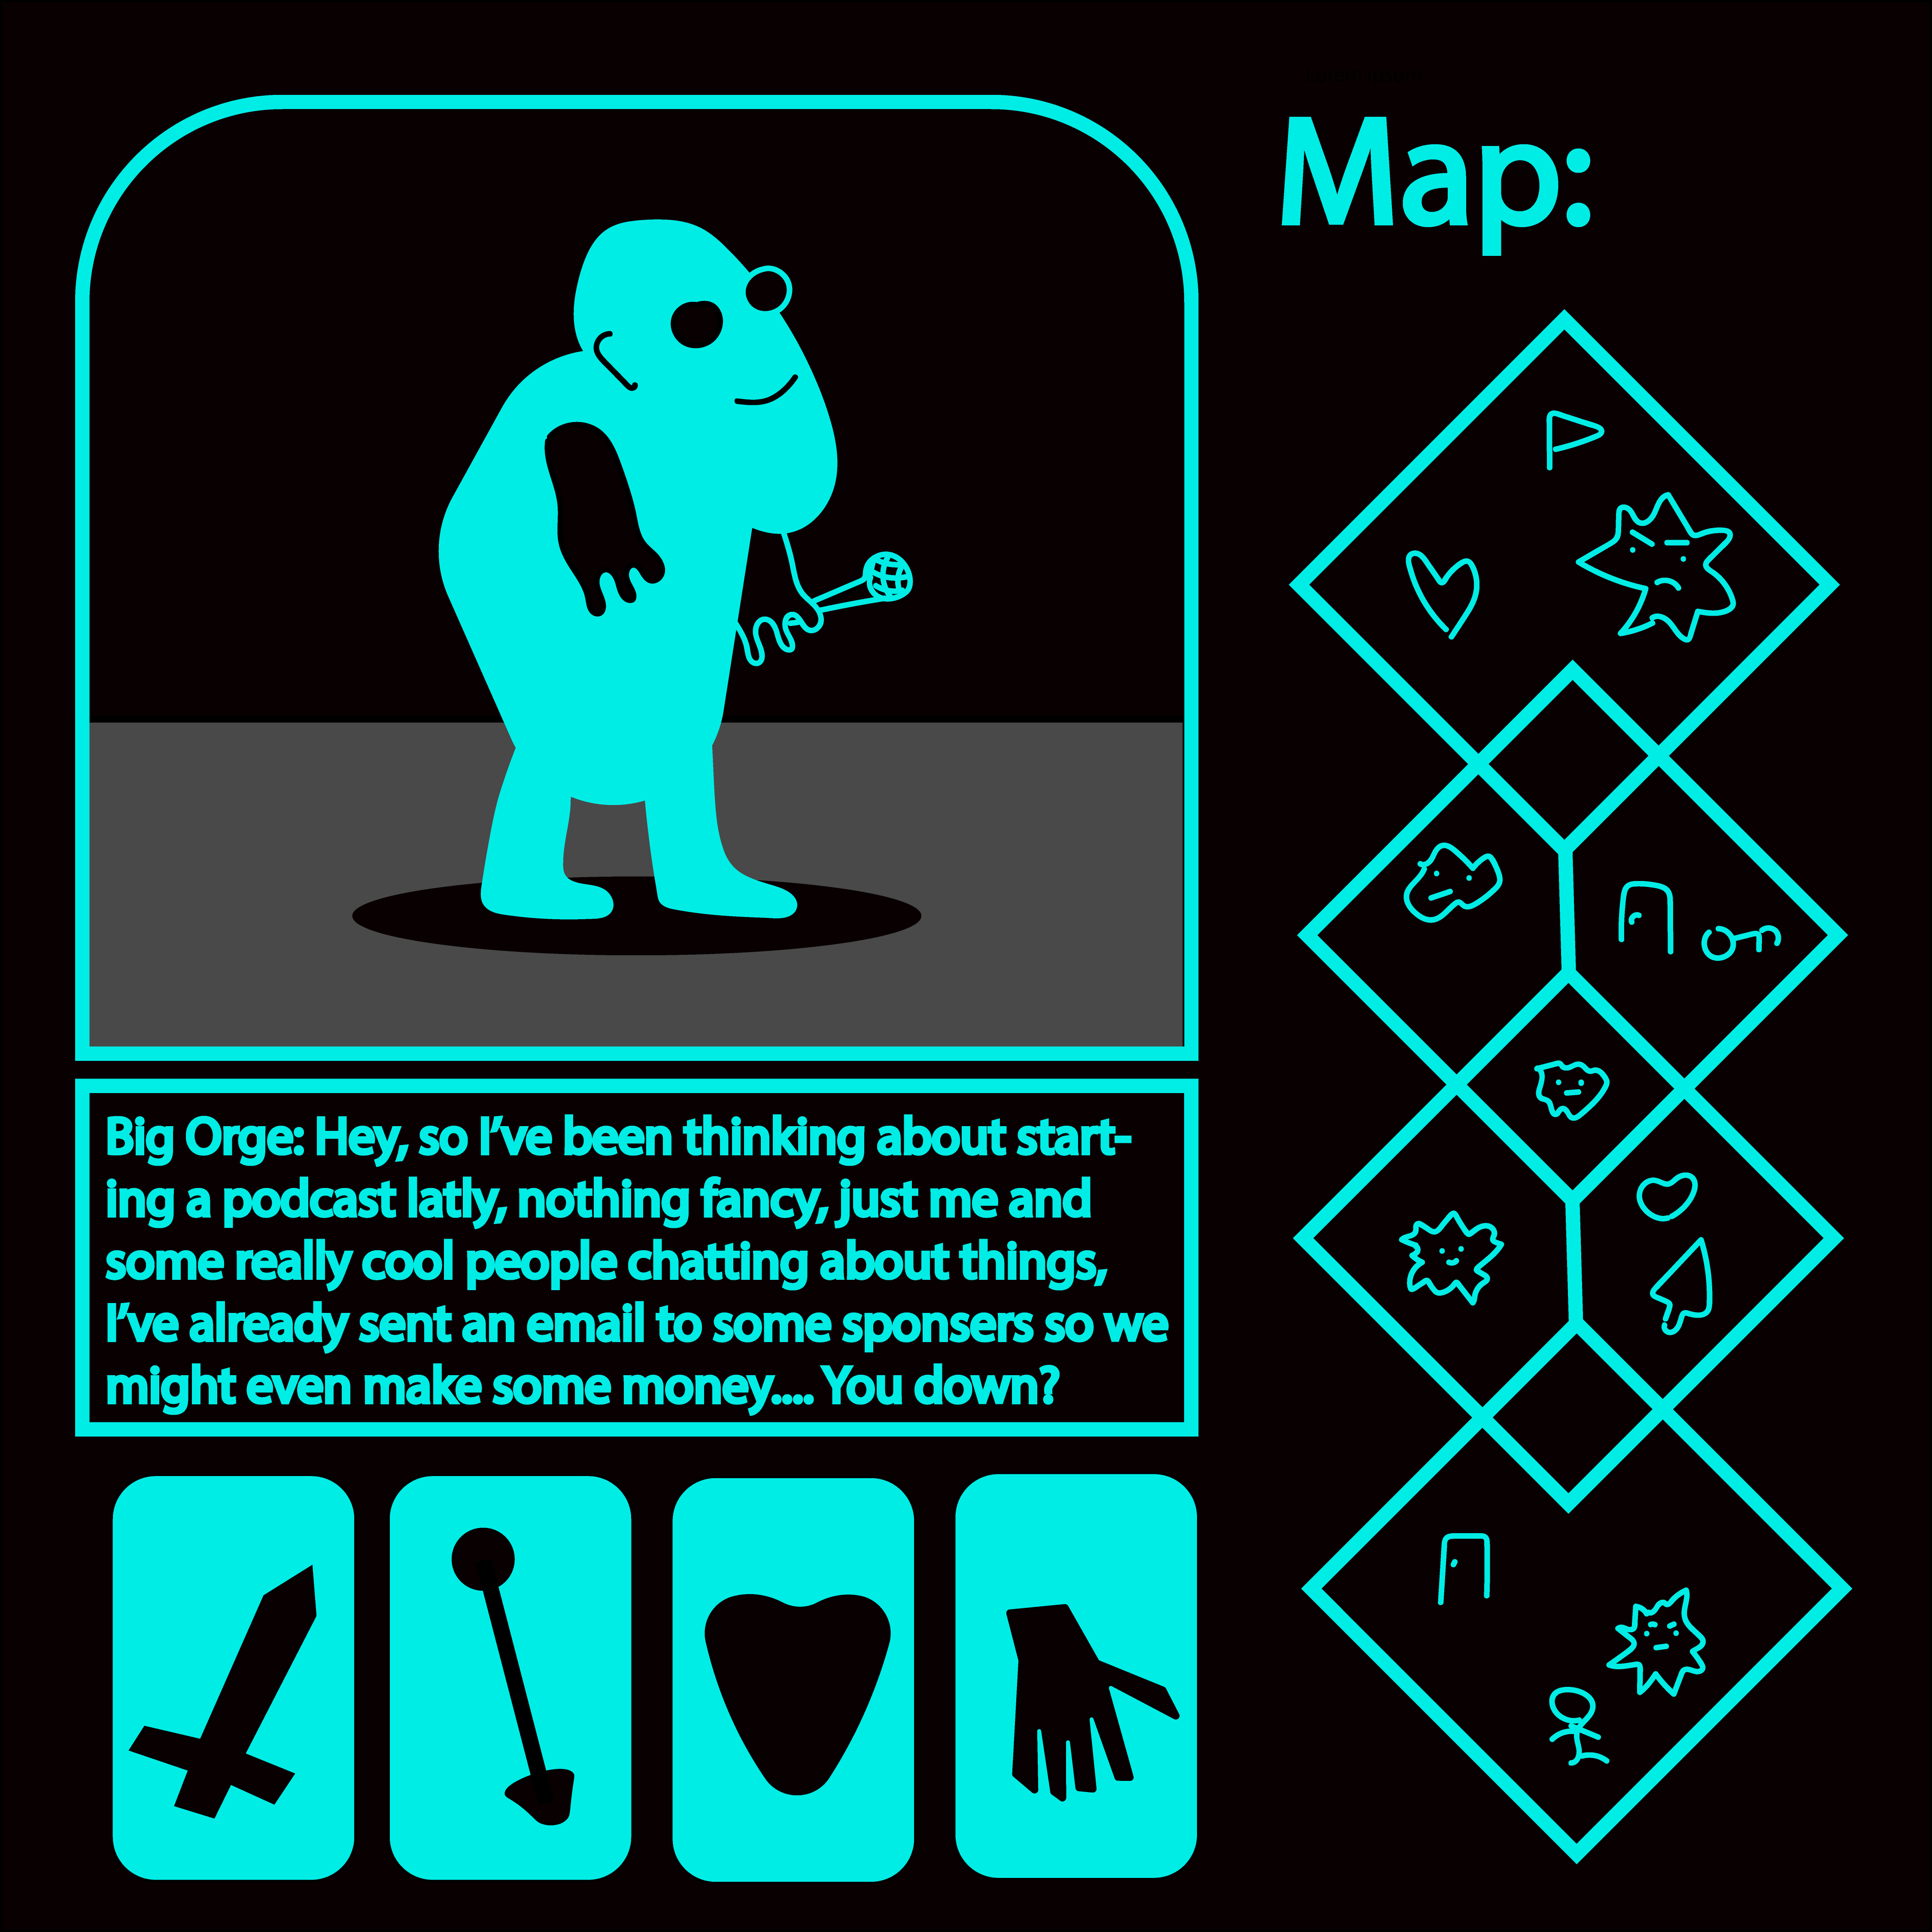 Map:
Big Orge: Hey, so I've been thinking about start-
ing a podcast latly, nothing fancy, just me and
some really cool people chatting about things,
I've already sent an email to some sponsers so we
might even make some money.... You down?